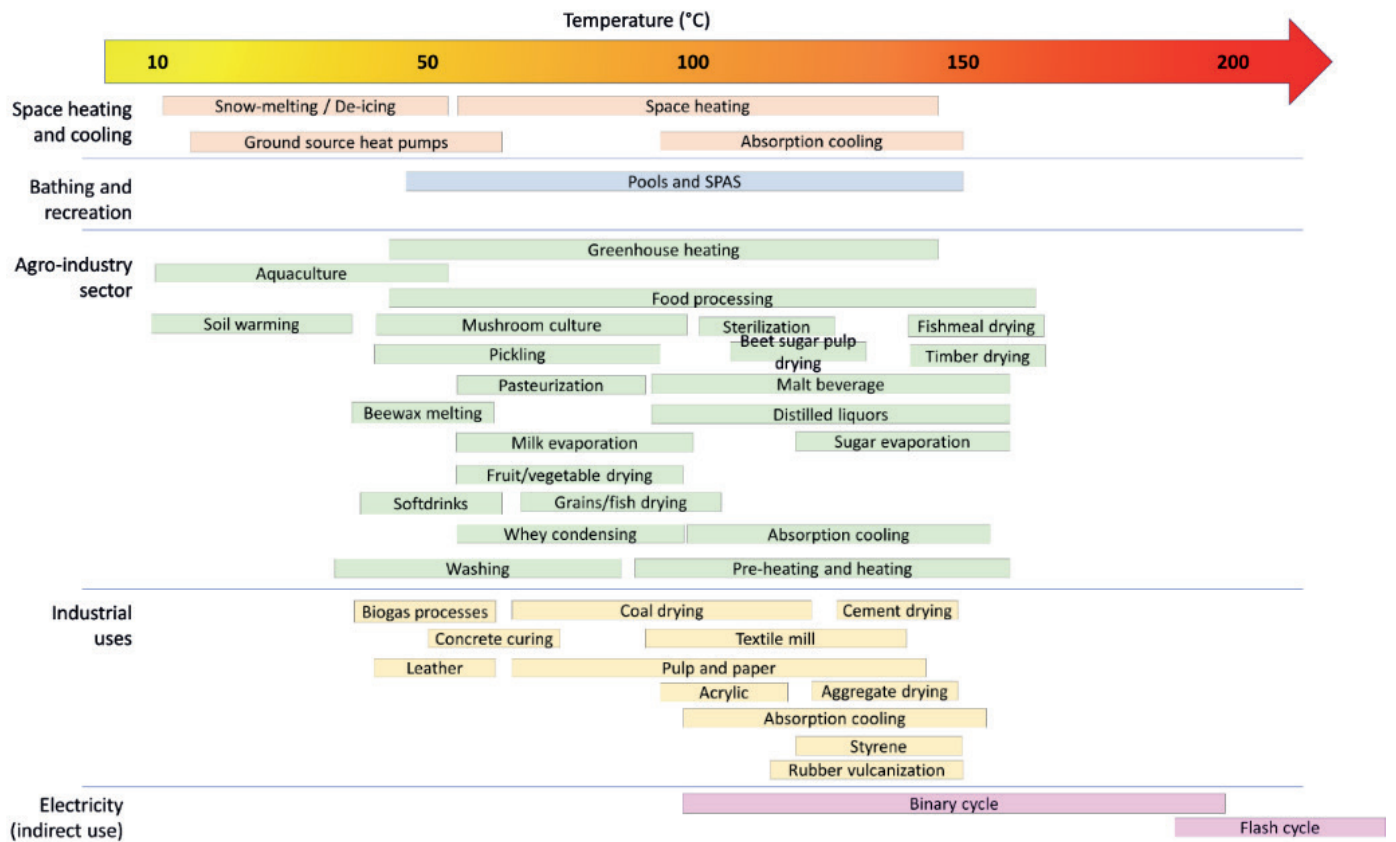 Temperature (°C)
10 50 100 150 200
Space heating
and cooling
Snow-melting / De-icing Space heating
Ground source heat pumps Absorption cooling
Bathing and
recreation
Pools and SPAS
Agro-industry
sector
Greenhouse heating
Aquaculture
Food processing
Soil warming Mushroom culture Sterilization Fishmeal drying
Pickling Beet sugar pulp
drying Timber drying
Pasteurization Malt beverage
Beewax melting Distilled liquors
Milk evaporation Sugar evaporation
Fruit/vegetable drying
Softdrinks Grains/fish drying
Whey condensing Absorption cooling
Washing Pre-heating and heating
Industrial
uses
Biogas processes Coal drying Cement drying
Concrete curing Textile mill
Leather Pulp and paper
Acrylic Aggregate drying
Absorption cooling
Styrene
Rubber vulcanization
Electricity
(indirect use)
Binary cycle
Flash cycle